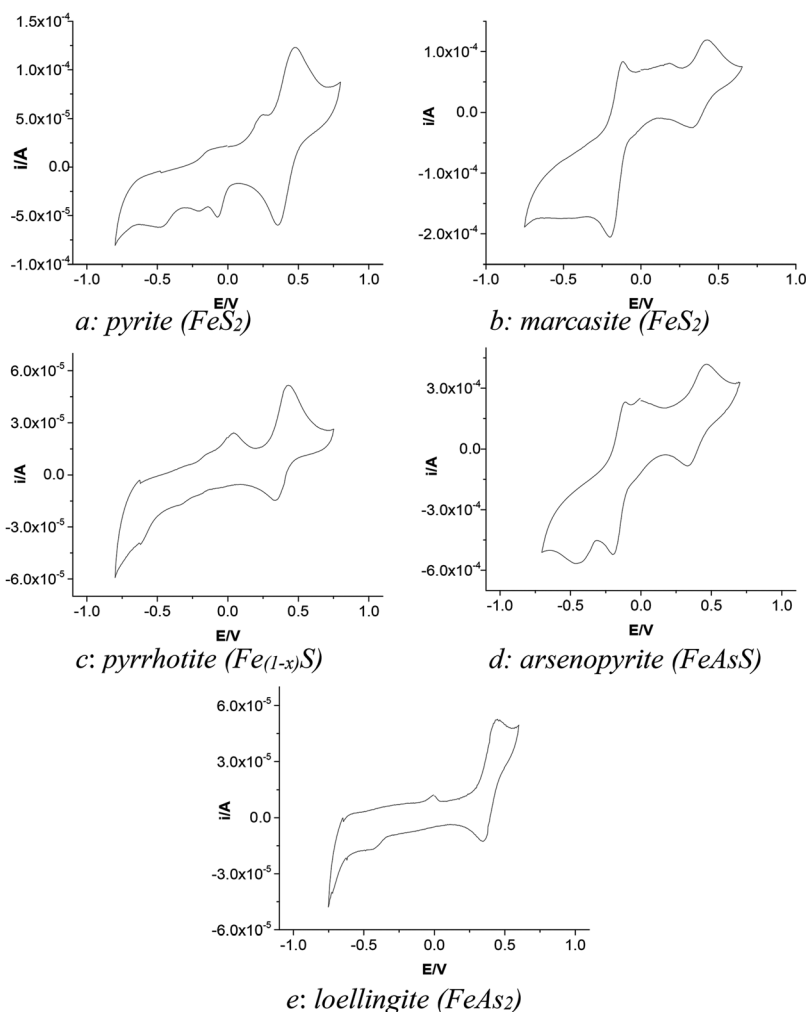 1.5x10⁻⁴
1.0x10⁻⁴
5.0x10⁻⁵
0.0
-5.0x10⁻⁵
-1.0x10⁻⁴
i/A
-1.0 -0.5 0.0 0.5 1.0
E/V
a: pyrite (FeS₂)
1.0x10⁻⁴
0.0
-1.0x10⁻⁴
-2.0x10⁻⁴
i/A
-1.0 -0.5 0.0 0.5 1.0
E/V
b: marcasite (FeS₂)
6.0x10⁻⁵
3.0x10⁻⁵
0.0
-3.0x10⁻⁵
-6.0x10⁻⁵
i/A
-1.0 -0.5 0.0 0.5 1.0
E/V
c: pyrrhotite (Fe₍₁₋ₓ₎S)
3.0x10⁻⁴
0.0
-3.0x10⁻⁴
-6.0x10⁻⁴
i/A
-1.0 -0.5 0.0 0.5 1.0
E/V
d: arsenopyrite (FeAsS)
6.0x10⁻⁵
3.0x10⁻⁵
0.0
-3.0x10⁻⁵
-6.0x10⁻⁵
i/A
-1.0 -0.5 0.0 0.5 1.0
E/V
e: loellingite (FeAs₂)